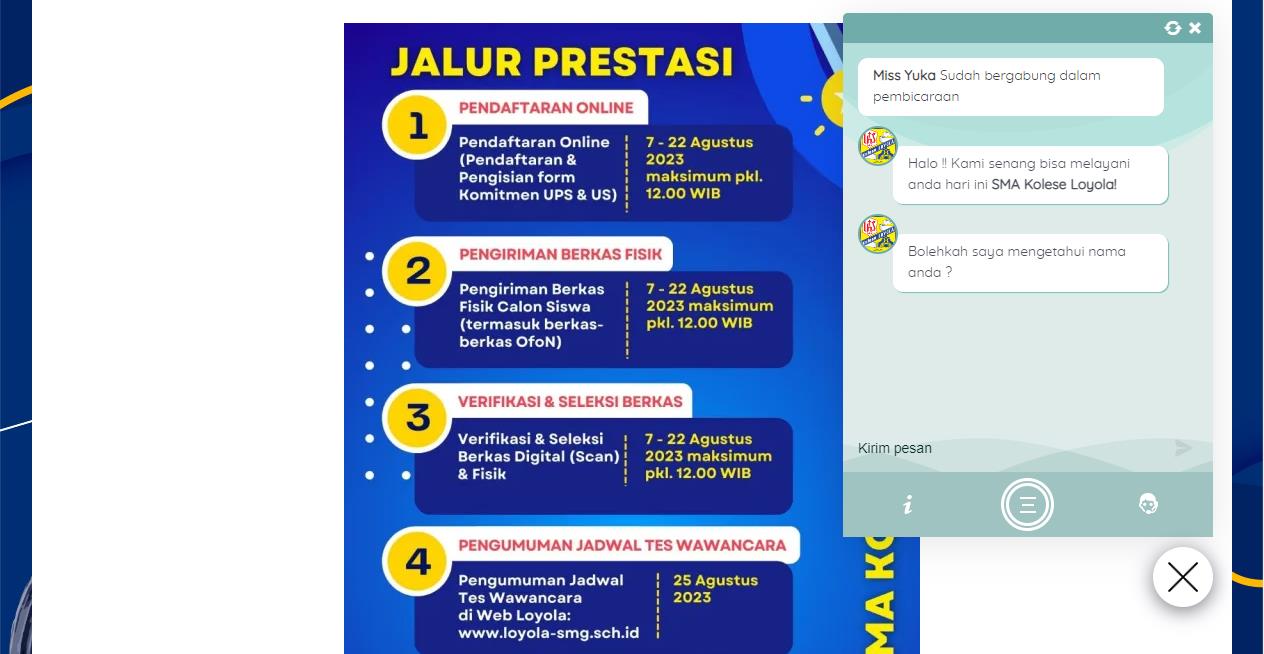 JALUR PRESTASI
1
PENDAFTARAN ONLINE
Pendaftaran Online
(Pendaftaran &
Pengisian form
Komitmen UPS & US)
7 - 22 Agustus
2023
maksimum pkl.
12.00 WIB
2
PENGIRIMAN BERKAS FISIK
Pengiriman Berkas
Fisik Calon Siswa
(termasuk berkas-
berkas OfoN)
7 - 22 Agustus
2023 maksimum
pkl. 12.00 WIB
3
VERIFIKASI & SELEKSI BERKAS
Verifikasi & Seleksi
Berkas Digital (Scan)
& Fisik
7 - 22 Agustus
2023 maksimum
pkl. 12.00 WIB
4
PENGUMUMAN JADWAL TES WAWANCARA
Pengumuman Jadwal
Tes Wawancara
di Web Loyola:
www.loyola-smg.sch.id
25 Agustus
2023
MA KO
Miss Yuka Sudah bergabung dalam
pembicaraan
Halo !! Kami senang bisa melayani
anda hari ini SMA Kolese Loyola!
Bolehkah saya mengetahui nama
anda ?
Kirim pesan
i